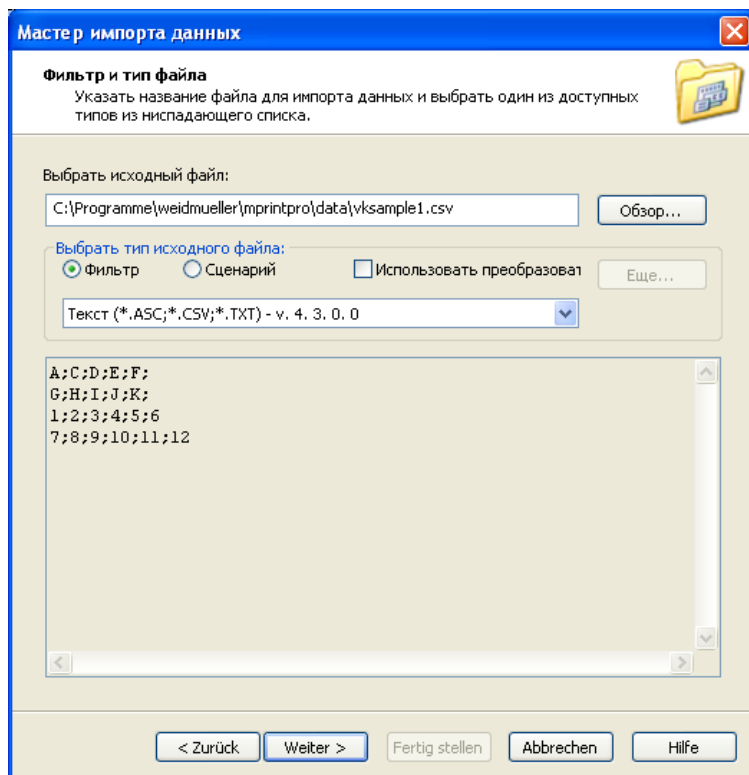 Мастер импорта данных
Фильтр и тип файла
Указать название файла для импорта данных и выбрать один из доступных
типов из ниспадающего списка.
Выбрать исходный файл:
C:\Programme\weidmueller\mprintpro\data\vksample1.csv
Обзор...
Выбрать тип исходного файла:
Фильтр
Сценарий
Использовать преобразоват
Еще...
Текст (*.ASC;*.CSV;*.TXT) - v. 4. 3. 0. 0
A;C;D;E;F;
G;H;I;J;K;
1;2;3;4;5;6
7;8;9;10;11;12
< Zurück
Weiter >
Fertig stellen
Abbrechen
Hilfe